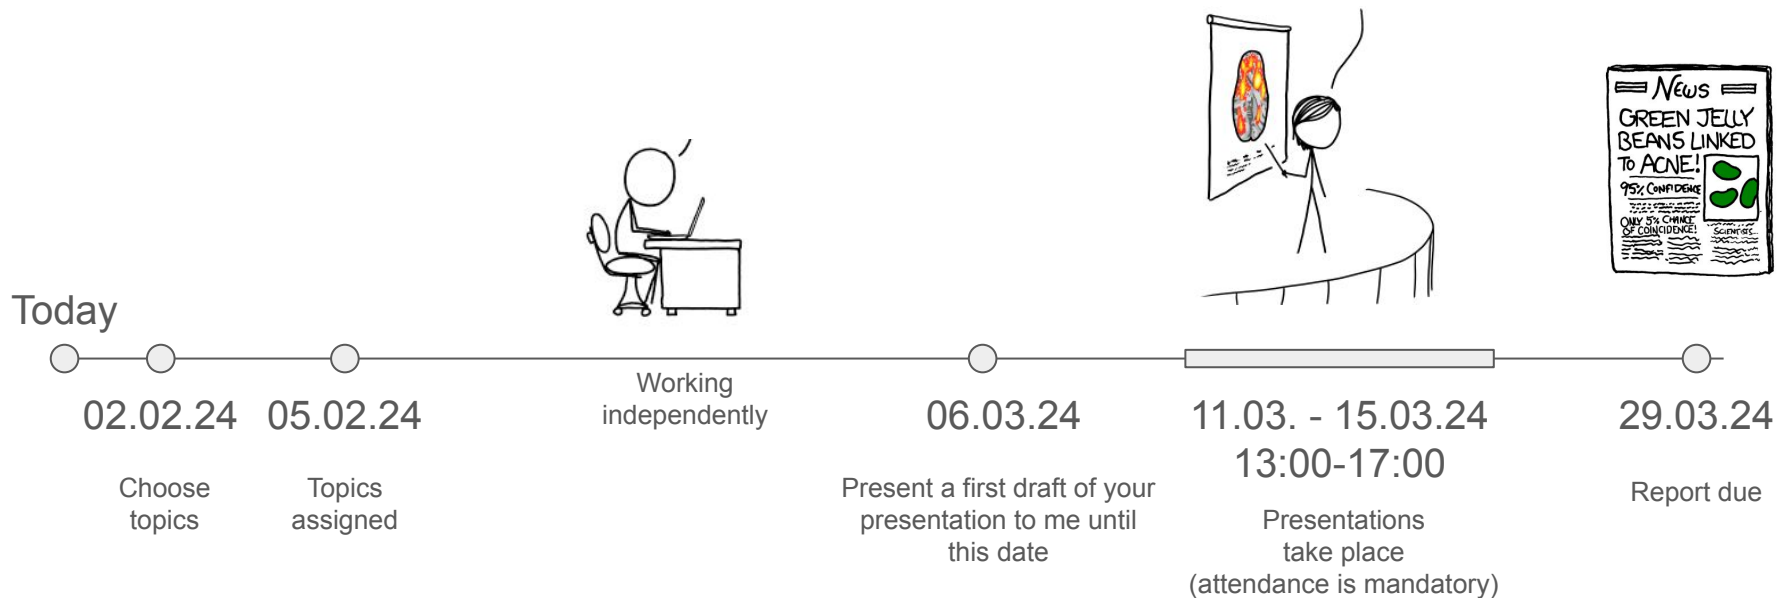 NEWS
GREEN JELLY
BEANS LINKED
TO ACNE!
95% CONFIDENCE
ONLY 5% CHANCE
OF COINCIDENCE!
SCIENTISTS...
Today
Working
independently
02.02.24
05.02.24
06.03.24
11.03. - 15.03.24
13:00-17:00
29.03.24
Choose
topics
Topics
assigned
Present a first draft of your
presentation to me until
this date
Presentations
take place
(attendance is mandatory)
Report due